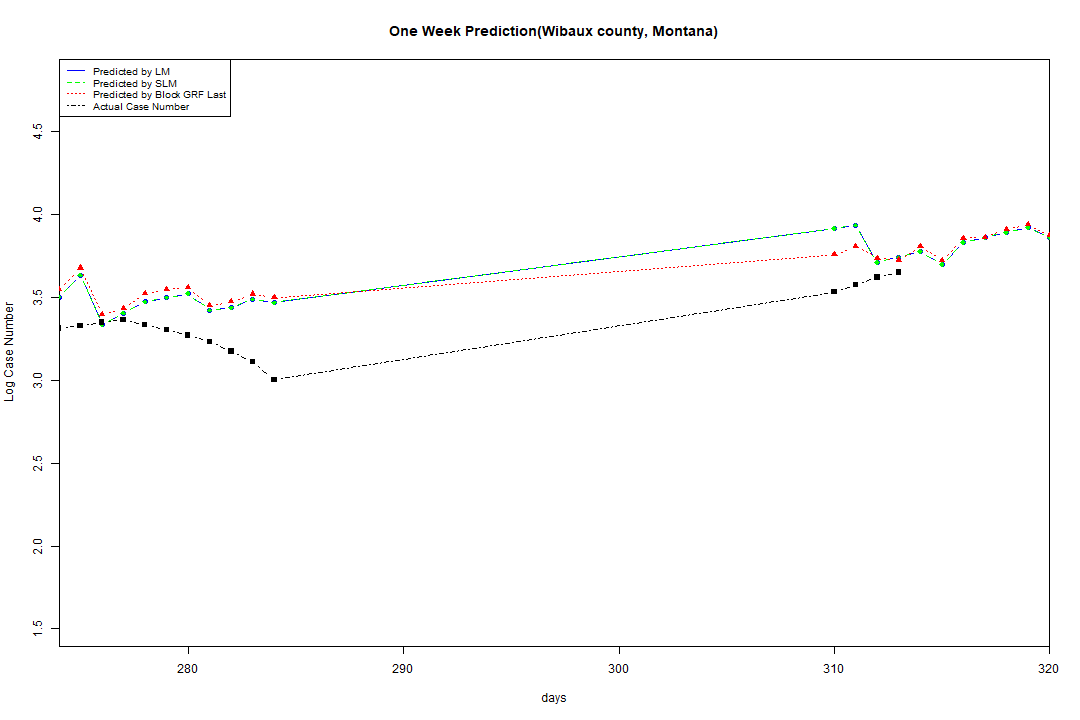 One Week Prediction(Wibaux county, Montana)
Predicted by LM
Predicted by SLM
Predicted by Block GRF Last
Actual Case Number
4.5
4.0
3.5
3.0
2.5
2.0
1.5
Log Case Number
280 290 300 310 320
days